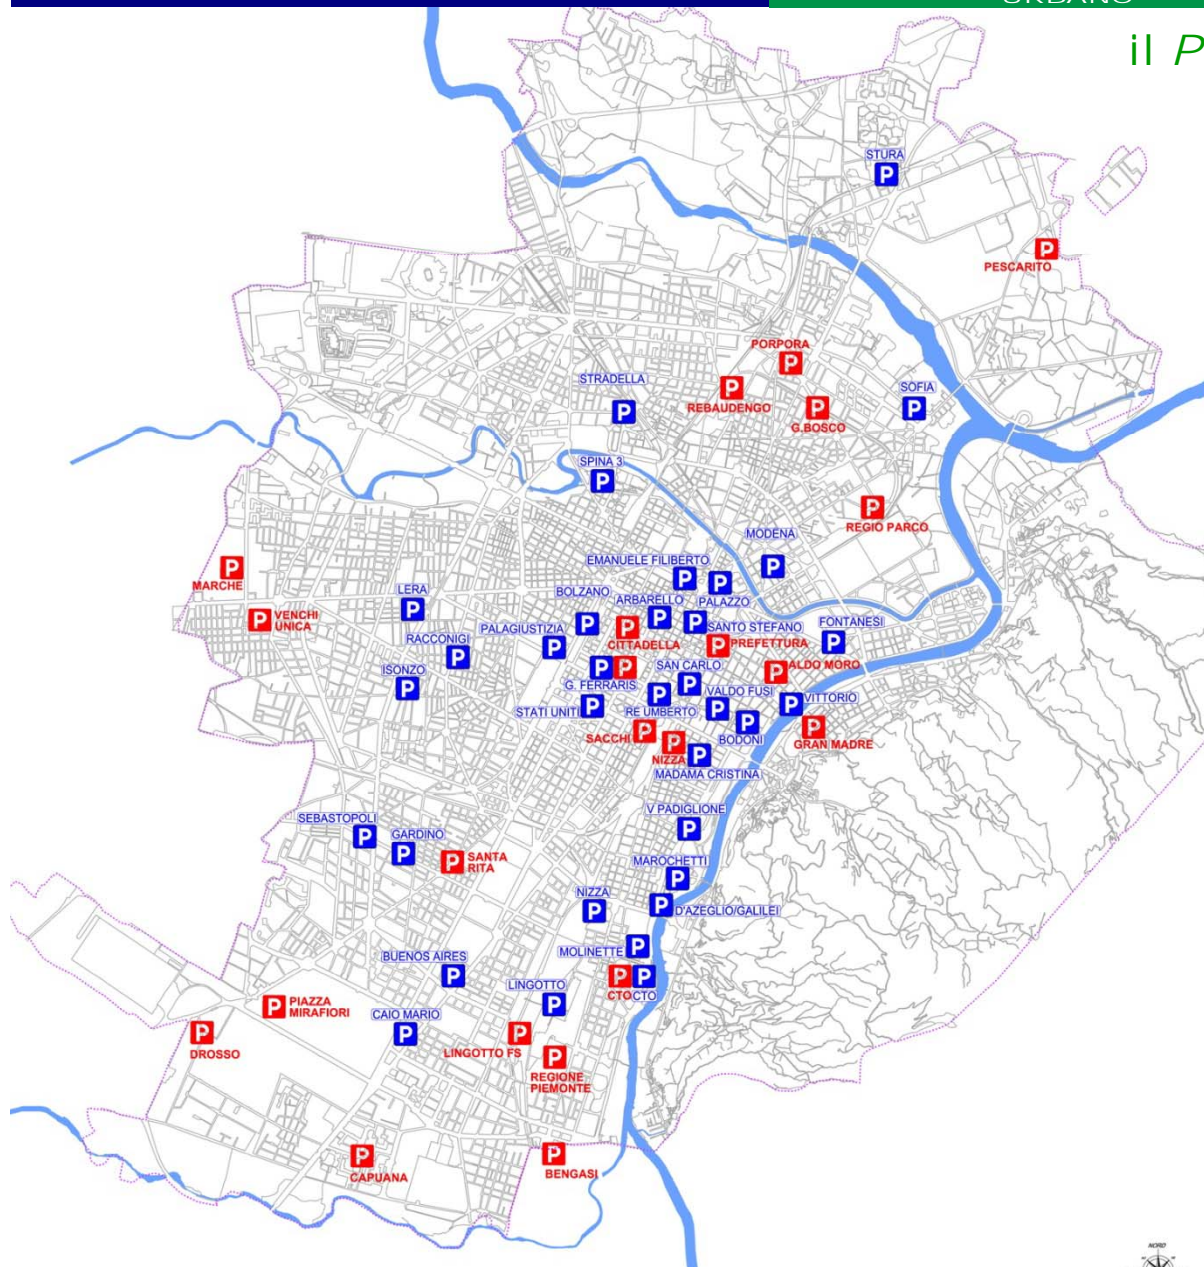 URBANO
il P
STURA
P
P
PESCARITO
PORPORA
P
STRADELLA
P
P
REBAUDENGO
SOFIA
P
P
G.BOSCO
SPINA 3
P
P
REGIO PARCO
MODENA
P
EMANUELE FILIBERTO
P
P
PALAZZO
P
MARCHE
LERA
P
BOLZANO
P
ARBARELLO
P
P
VENCHI
UNICA
P
CITTADELLA
P
SANTO STEFANO
FONTANESI
P
RACCONIGI
P
PALAGIUSTIZIA
P
P
PREFETTURA
ISONZO
P
P
P
G. FERRARIS
SAN CARLO
P
P
ALDO MORO
STATI UNITI
P
P
RE UMBERTO
VALDO FUSI
P
P
VITTORIO
SACCHI
P
P
NIZZA
P
BODONI
P
GRAN MADRE
P
MADAMA CRISTINA
V PADIGLIONE
P
SEBASTOPOLI
P
GARDINO
P
P
SANTA
RITA
MAROCHETTI
P
NIZZA
P
P
D'AZEGLIO/GALILEI
MOLINETTE
P
BUENOS AIRES
P
LINGOTTO
P
P
P
CTO
CTO
P
PIAZZA
MIRAFIORI
CAIO MARIO
P
P
DROSSO
P
LINGOTTO FS
P
REGIONE
PIEMONTE
P
CAPUANA
P
BENGASI
NORD